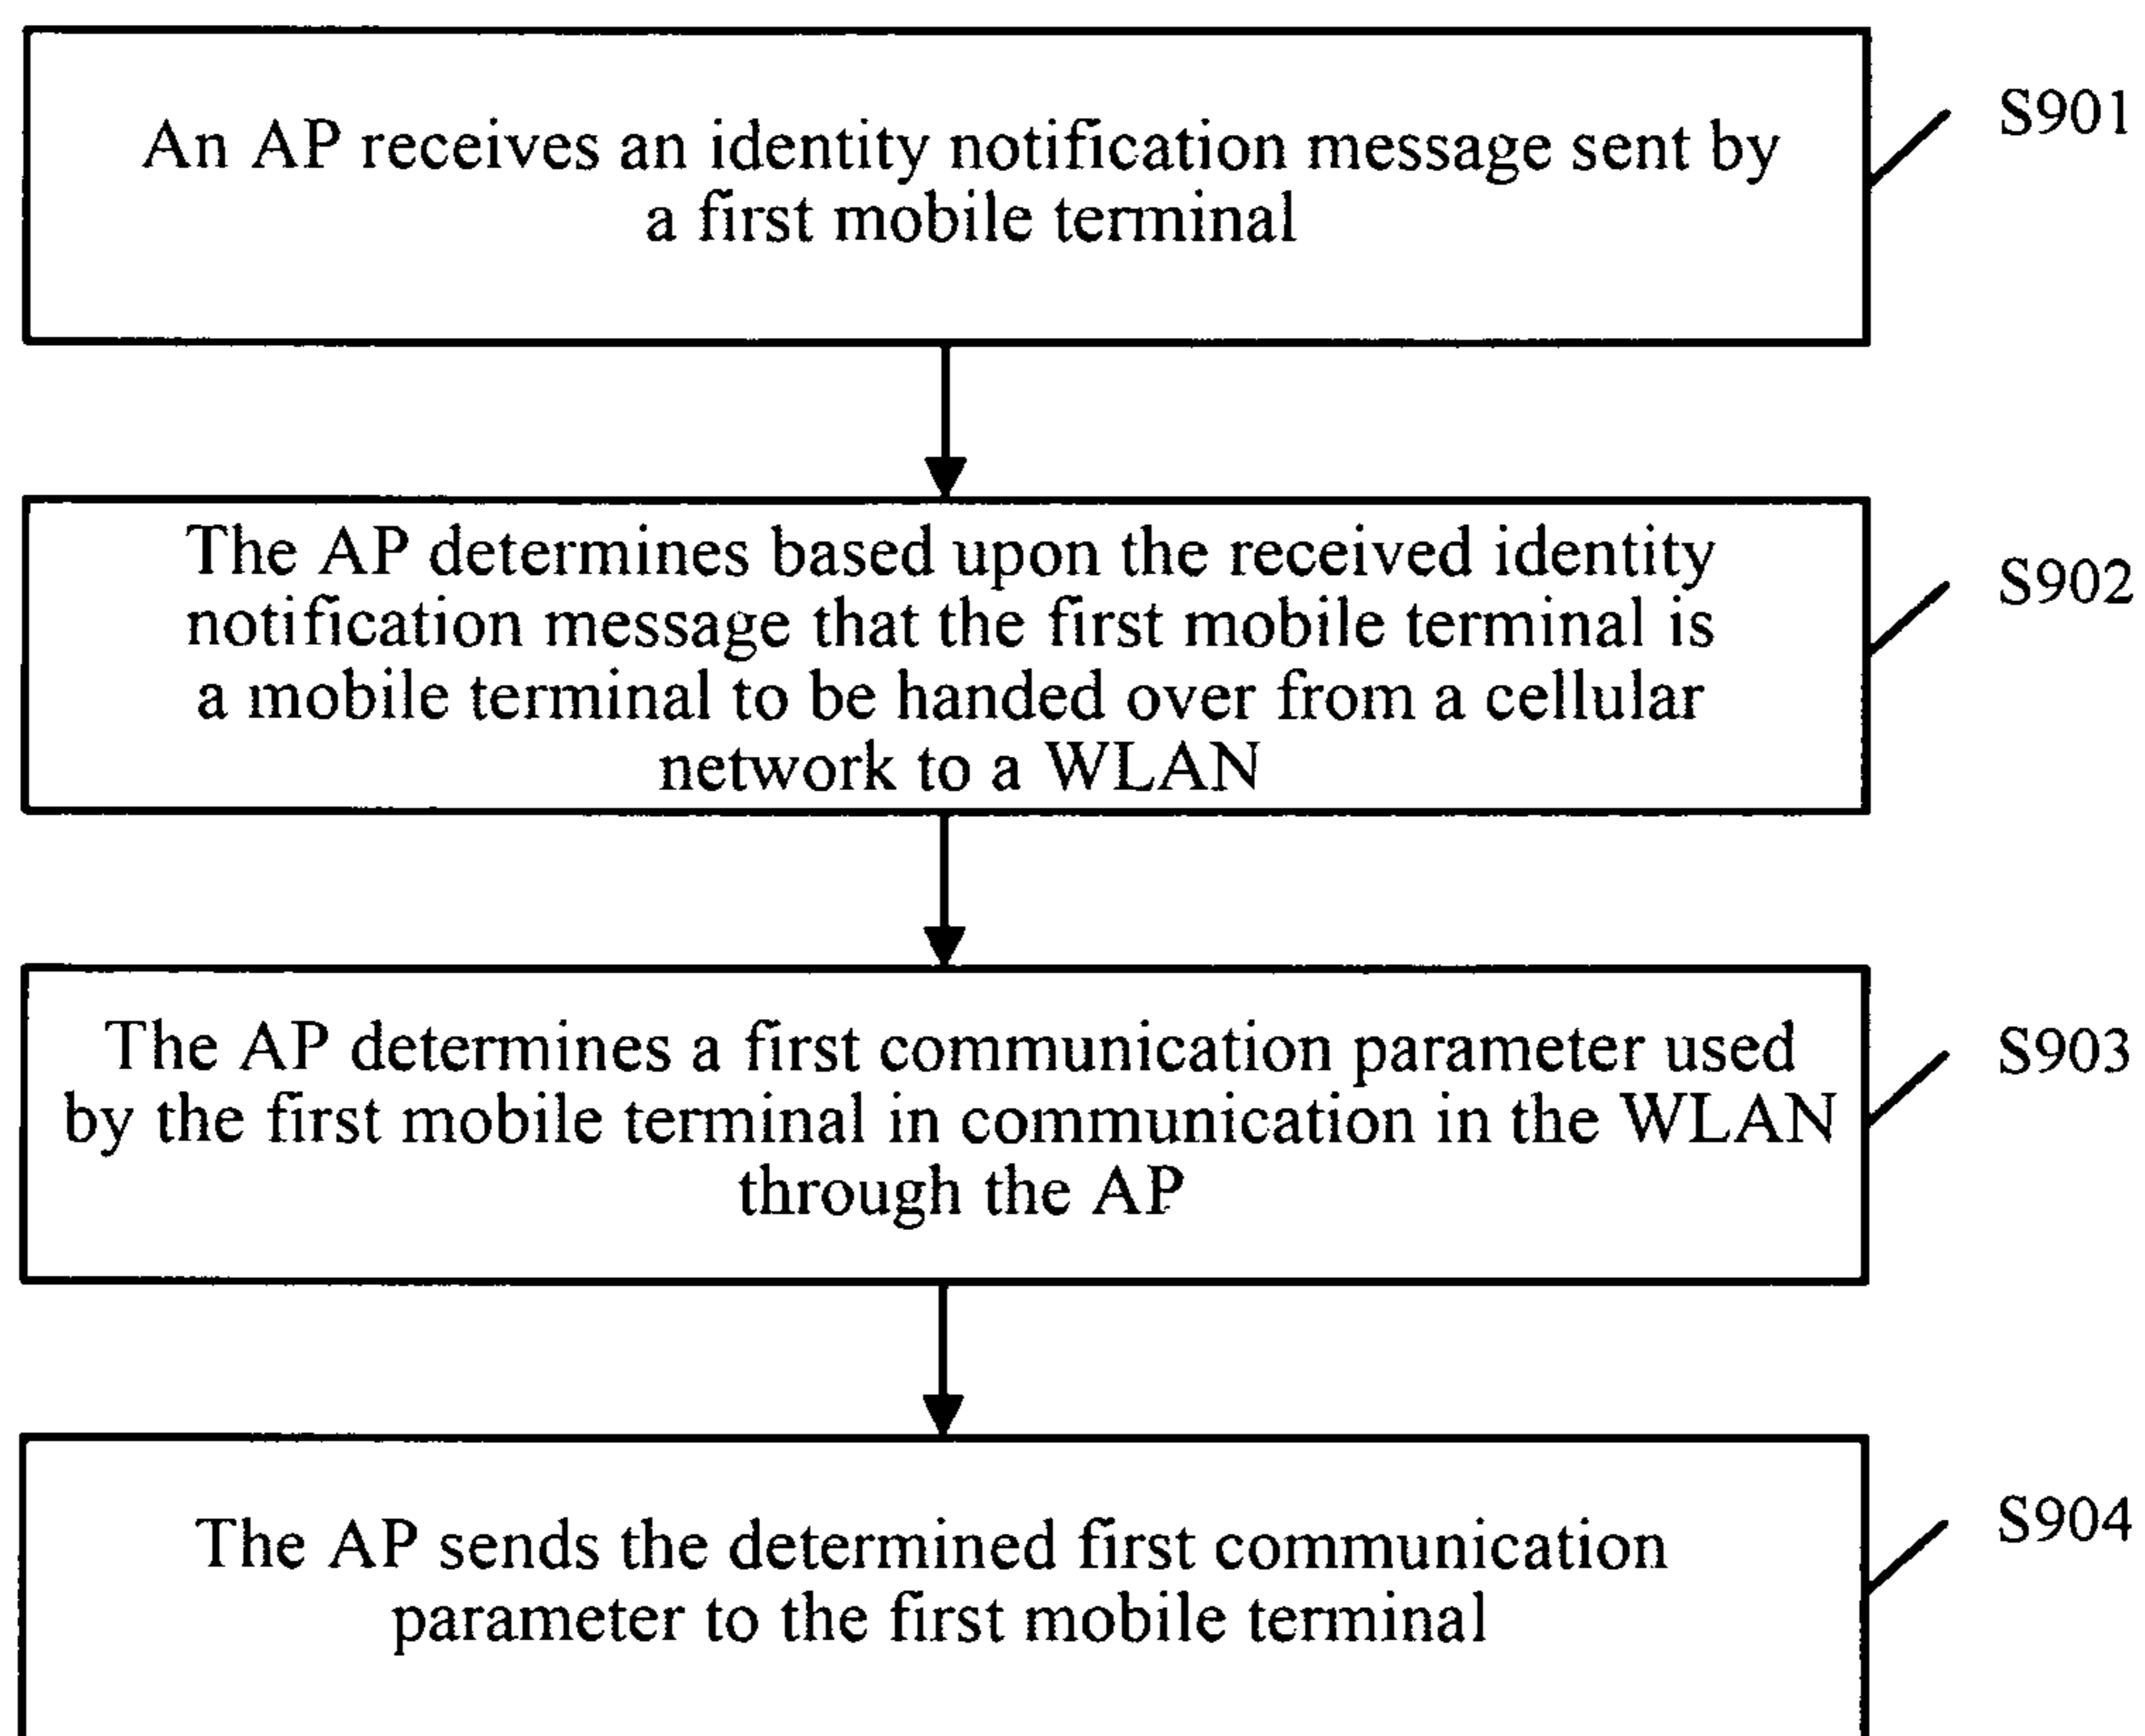 An AP receives an identity notification message sent by
a first mobile terminal
S901
The AP determines based upon the received identity
notification message that the first mobile terminal is
a mobile terminal to be handed over from a cellular
network to a WLAN
S902
The AP determines a first communication parameter used
by the first mobile terminal in communication in the WLAN
through the AP
S903
The AP sends the determined first communication
parameter to the first mobile terminal
S904